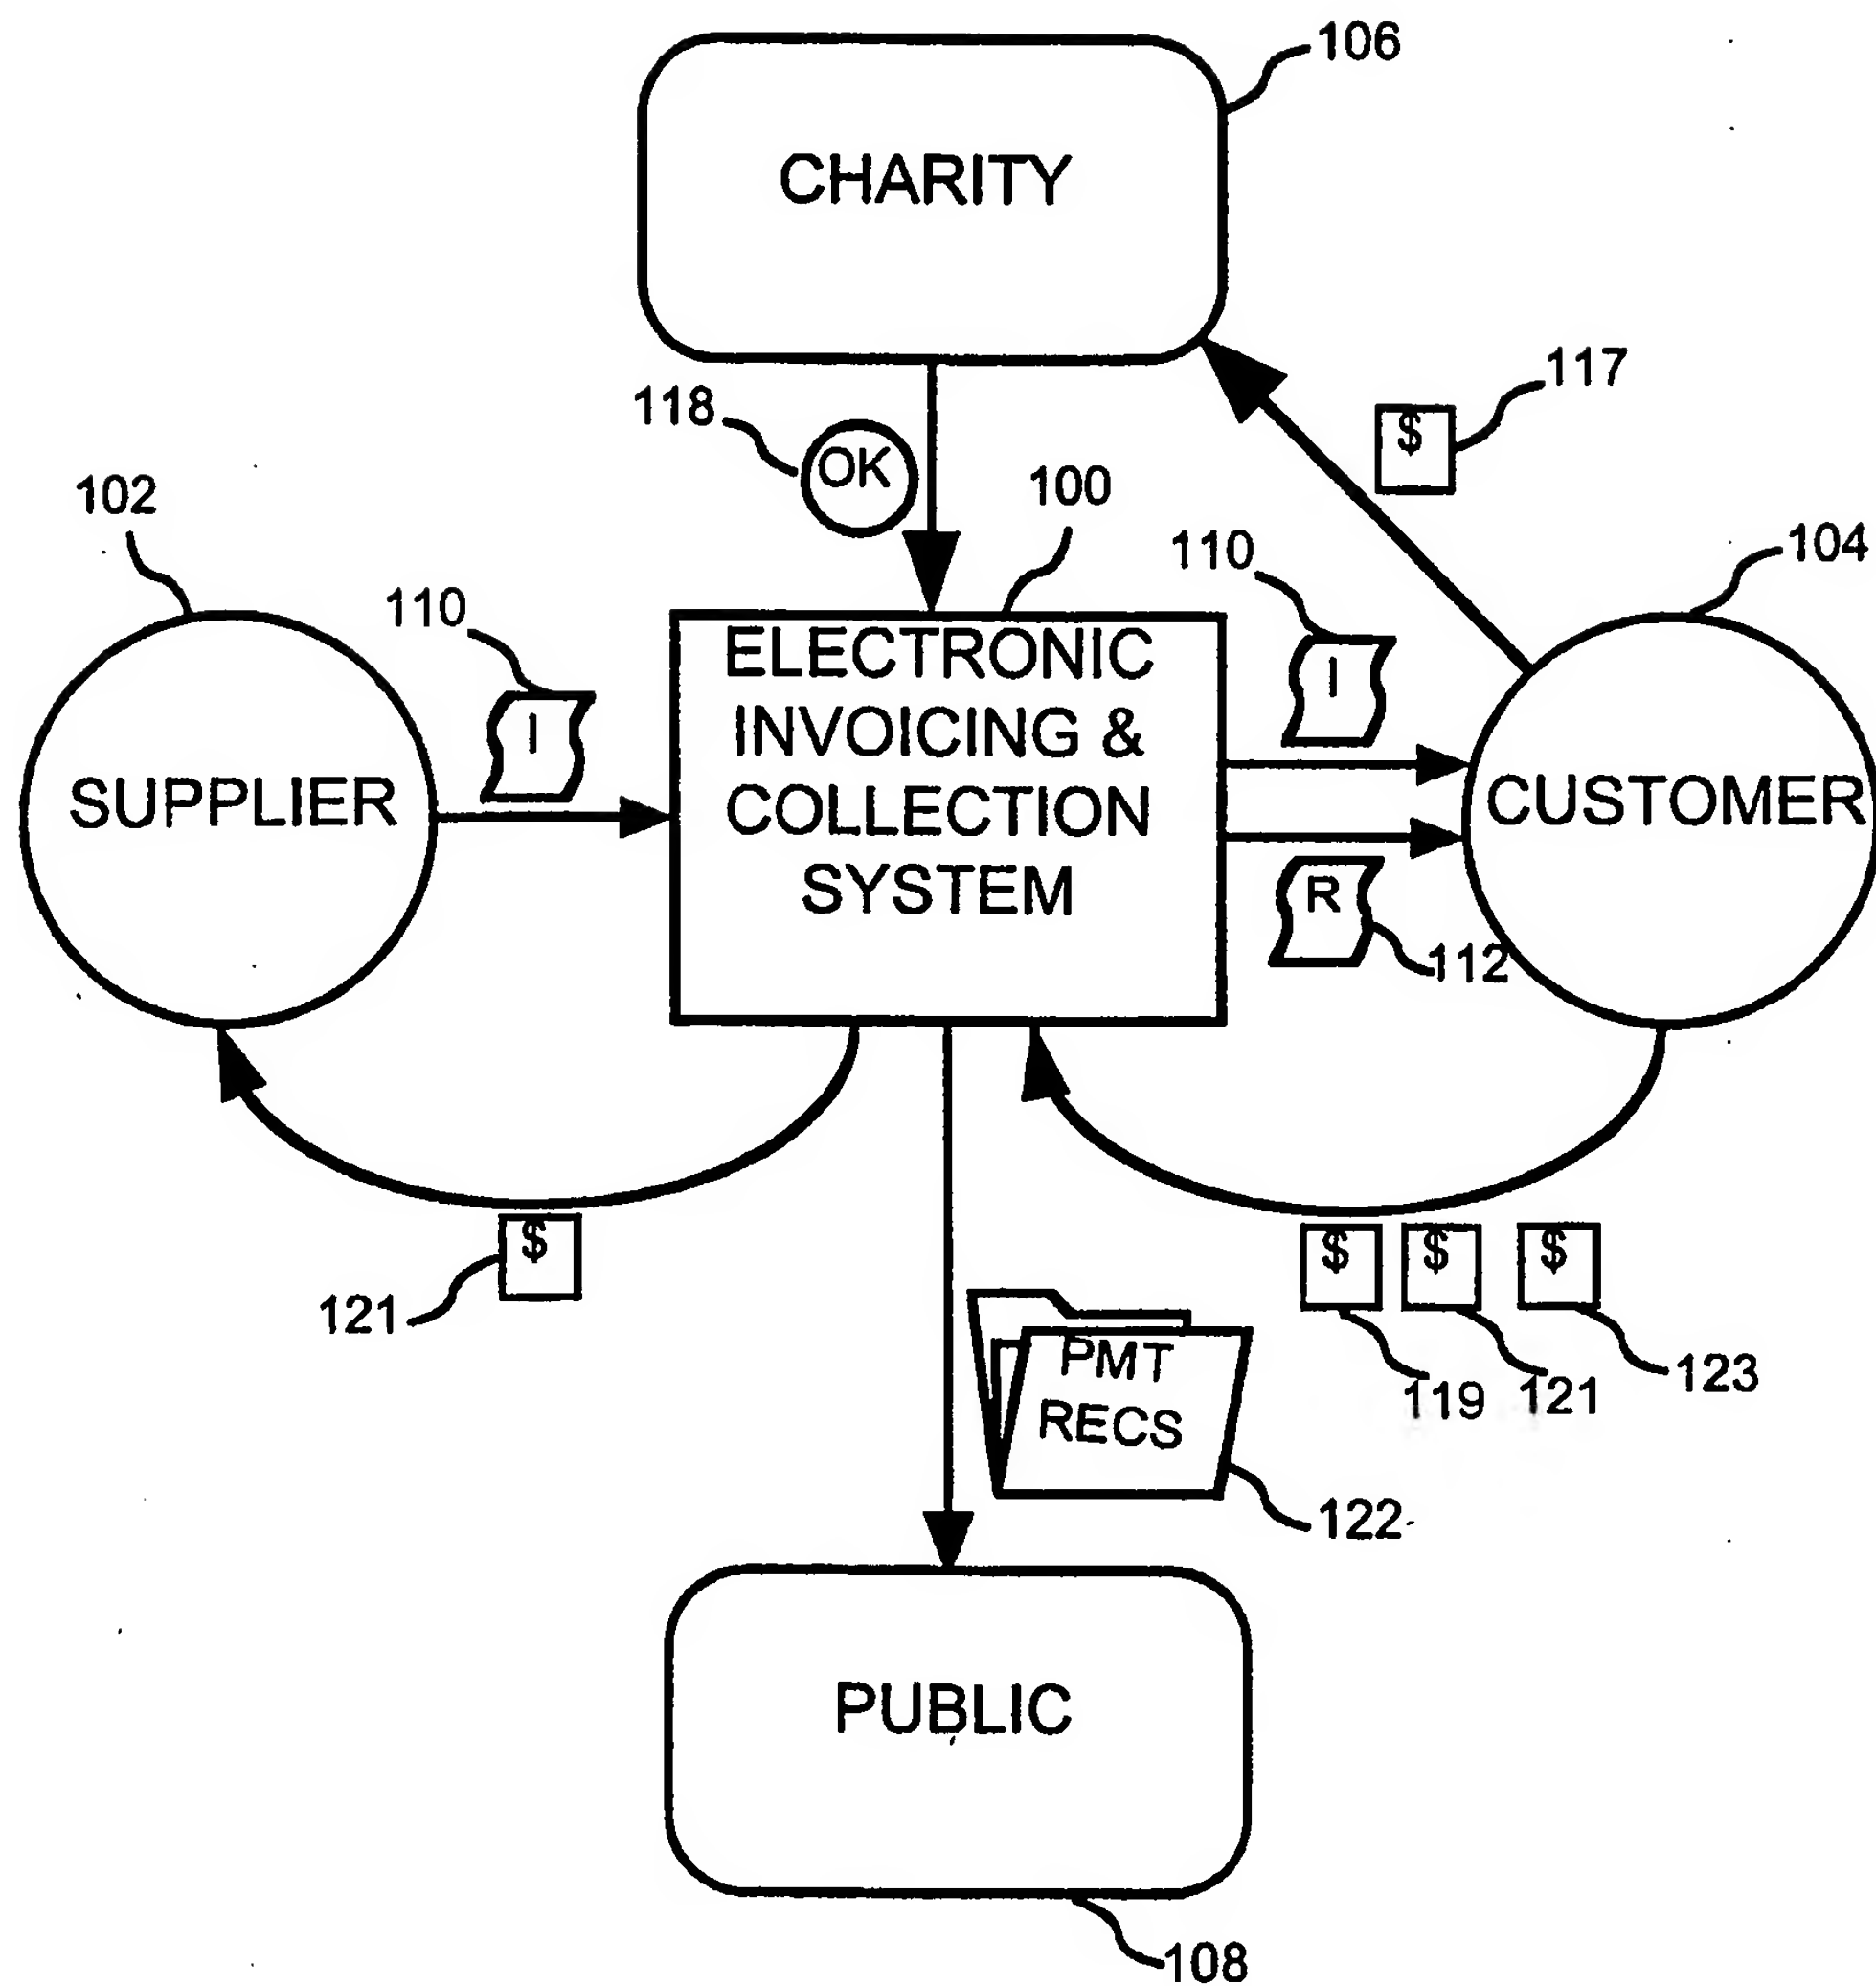 106
CHARITY
117
$
118
OK
100
102
110
110
104
I
I
ELECTRONIC
INVOICING &
COLLECTION
SYSTEM
SUPPLIER
CUSTOMER
R
112
$
121
$ $ $
119 121 123
PMT
RECS
122
PUBLIC
108